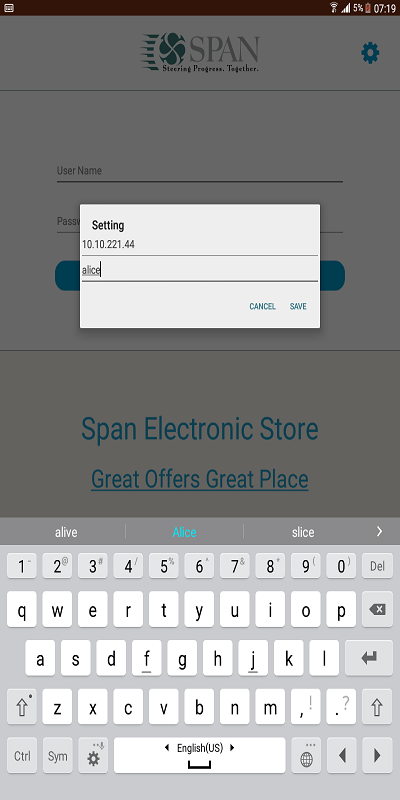 5% 07:19
SPAN
Steering Progress. Together.
User Name
Passw
Setting
10.10.221.44
alice
CANCEL SAVE
Span Electronic Store
Great Offers Great Place
alive Alice slice
1 2 @ 3 # 4 / 5 % 6 ^ 7 & 8 * 9 ( 0 ) Del
q w e r t y u i o p
a s d f g h j k l
z x c v b n m , ! . ?
Ctrl Sym English(US)